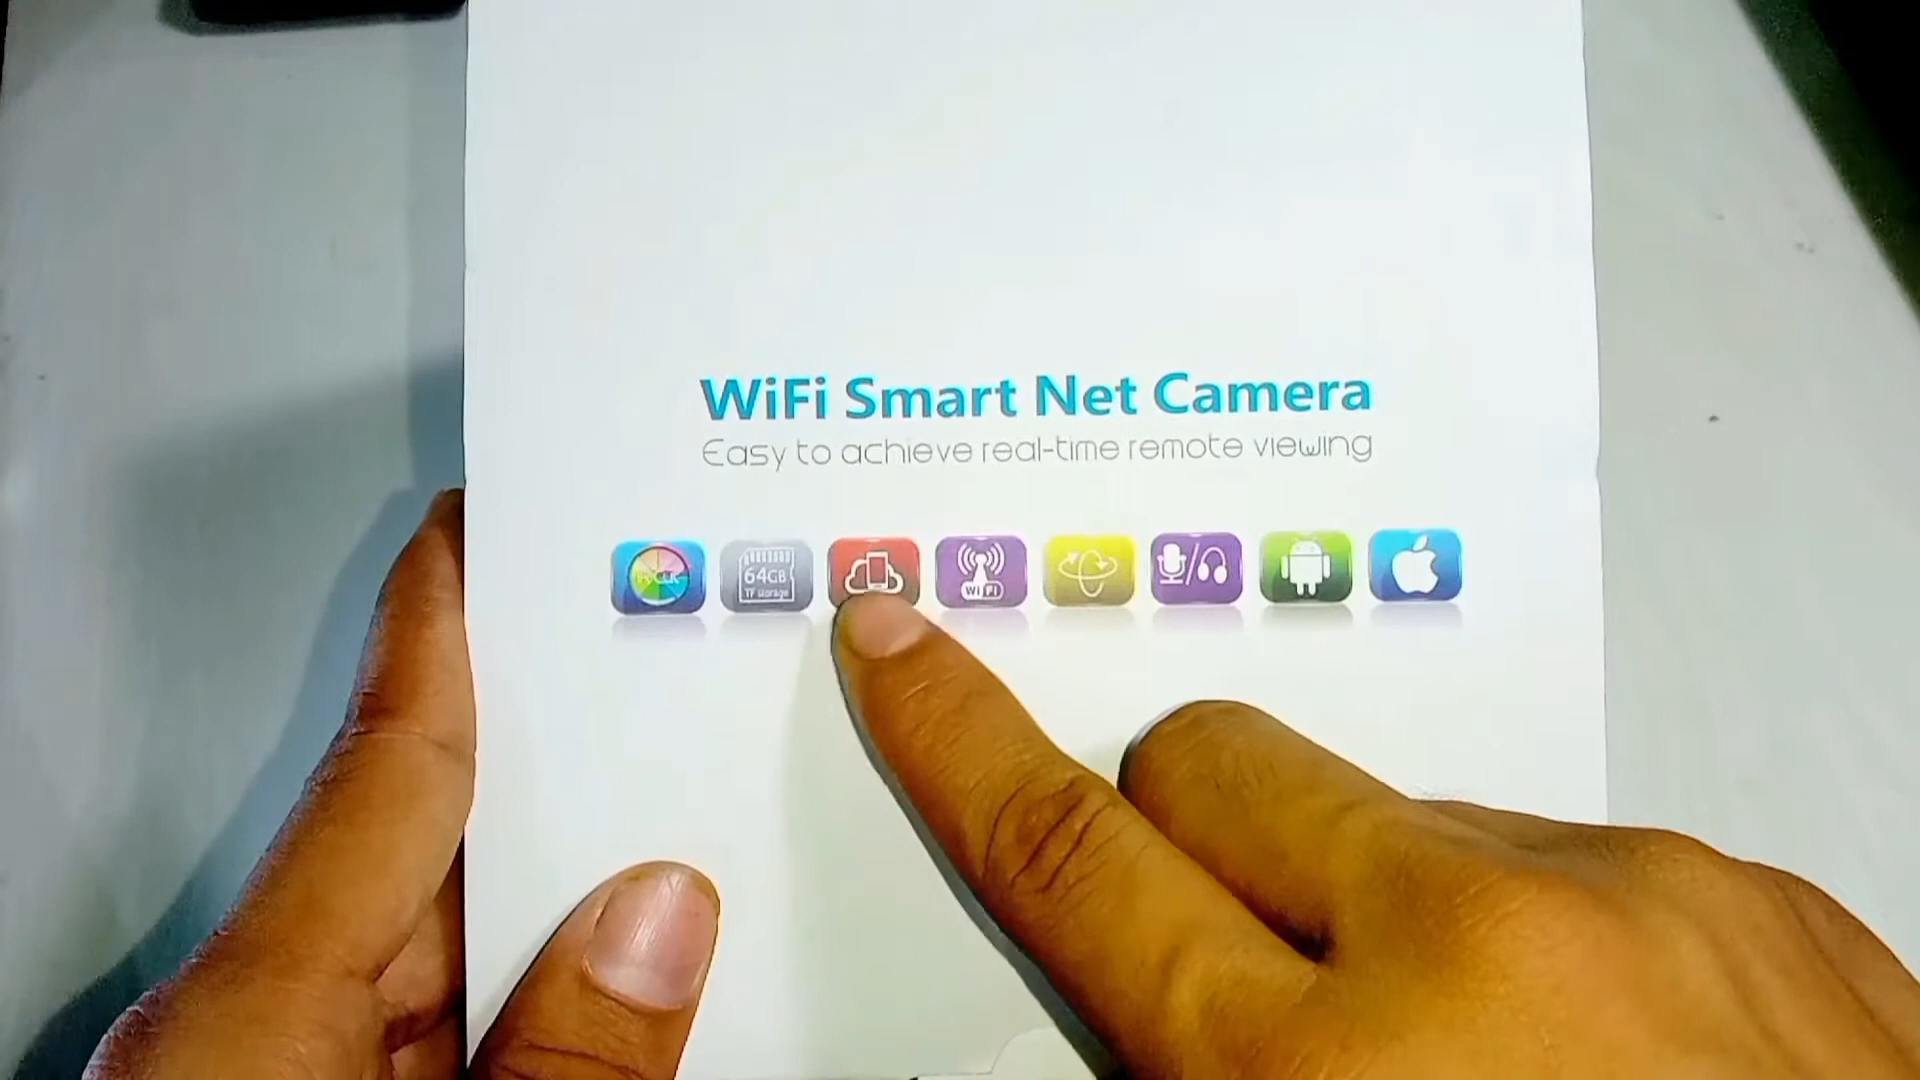 WiFi Smart Net Camera
Easy to achieve real-time remote viewing
64GB
TF storage
WiFi